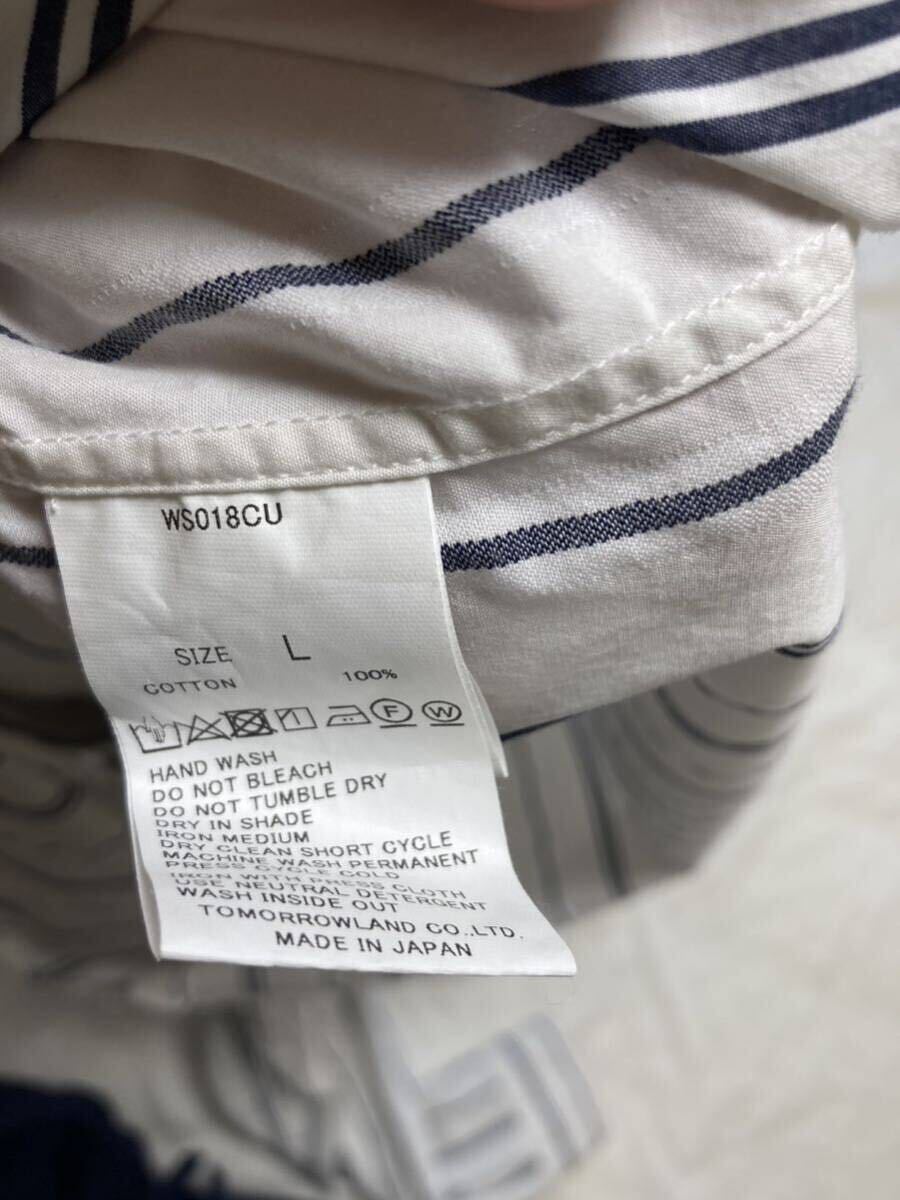 WS018CU
SIZE L
COTTON 100%
F W
HAND WASH
DO NOT BLEACH
DO NOT TUMBLE DRY
DRY IN SHADE
IRON MEDIUM
DRY CLEAN SHORT CYCLE
MACHINE WASH PERMANENT
PRESS CYCLE COLD
IRON WITH PRESS CLOTH
USE NEUTRAL DETERGENT
WASH INSIDE OUT
TOMORROWLAND CO.,LTD.
MADE IN JAPAN